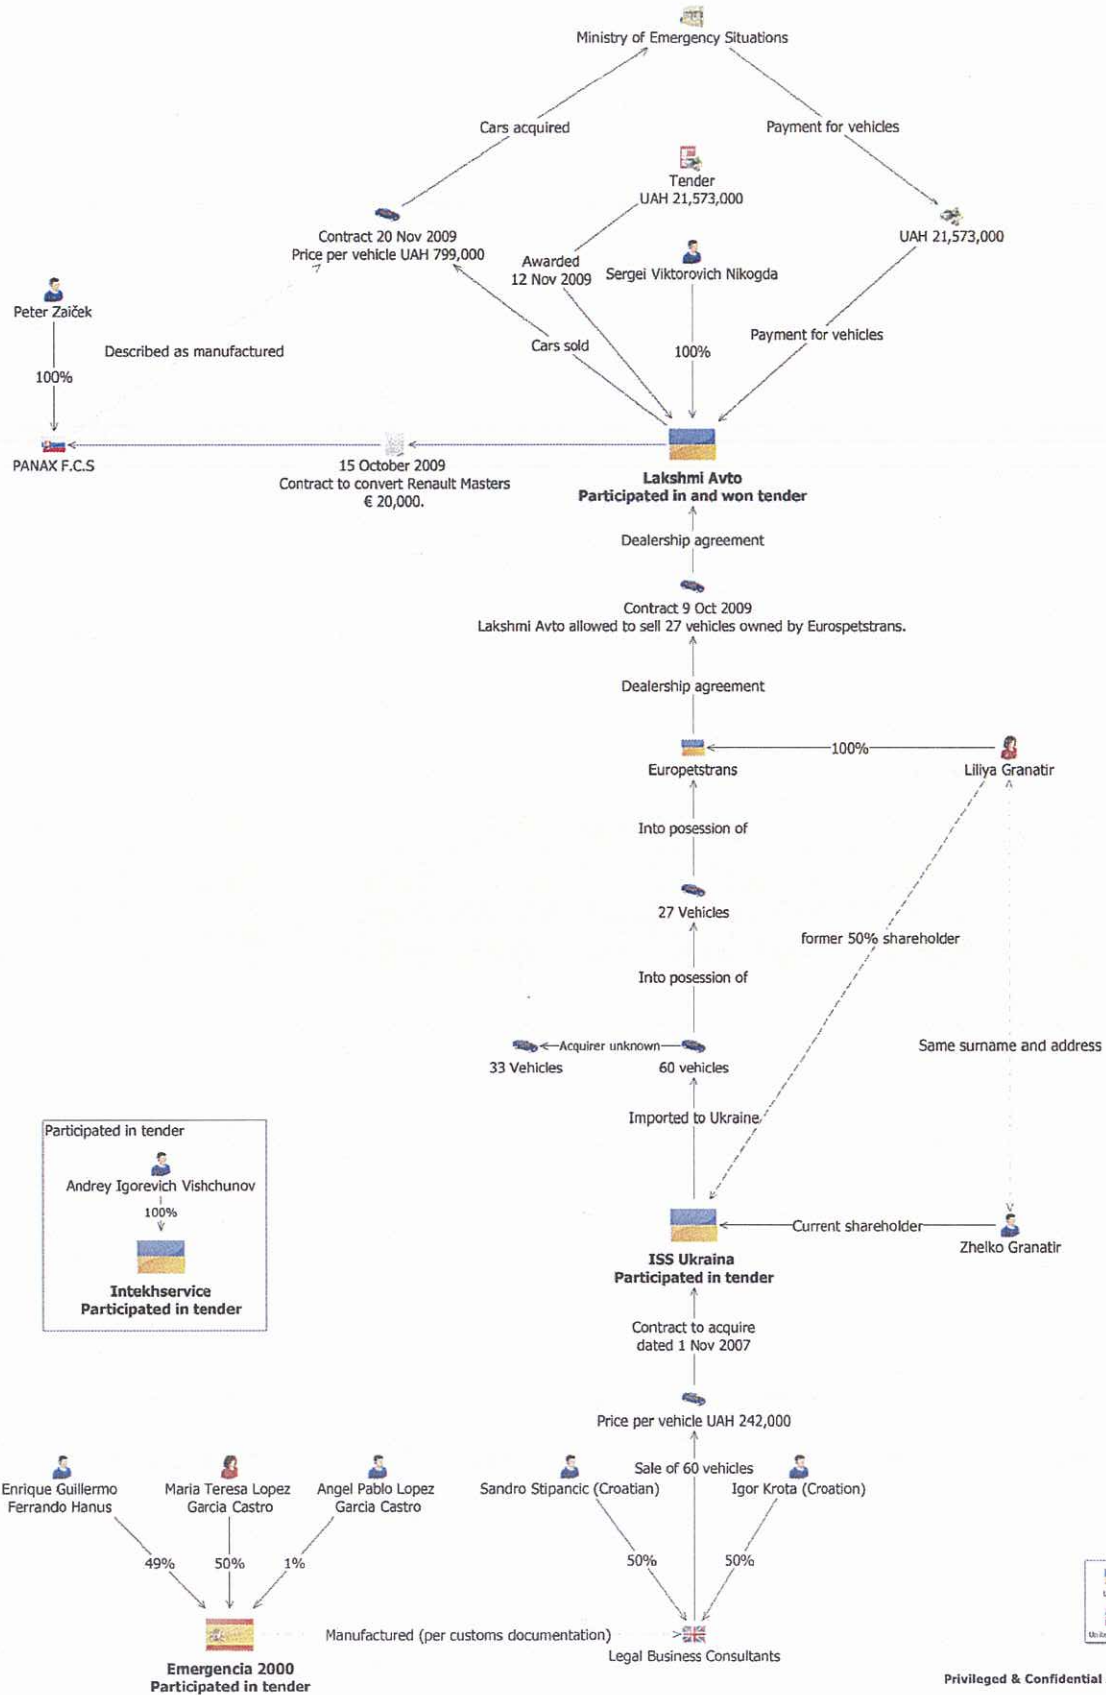 Ministry of Emergency Situations
Cars acquired
Payment for vehicles
Tender
UAH 21,573,000
Contract 20 Nov 2009
Price per vehicle UAH 799,000
UAH 21,573,000
Awarded
12 Nov 2009
Sergei Viktorovich Nikogda
Peter Zaiček
Described as manufactured
Cars sold
Payment for vehicles
100%
100%
PANAX F.C.S
15 October 2009
Contract to convert Renault Masters
€ 20,000.
Lakshmi Avto
Participated in and won tender
Dealership agreement
Contract 9 Oct 2009
Lakshmi Avto allowed to sell 27 vehicles owned by Eurospetstrans.
Dealership agreement
100%
Europetstrans
Liliya Granatir
Into posession of
27 Vehicles
former 50% shareholder
Into posession of
Acquirer unknown
33 Vehicles
60 vehicles
Same surname and address
Imported to Ukraine
Participated in tender
Andrey Igorevich Vishchunov
100%
Intekhservice
Participated in tender
Current shareholder
Zhelko Granatir
ISS Ukraina
Participated in tender
Contract to acquire
dated 1 Nov 2007
Price per vehicle UAH 242,000
Sale of 60 vehicles
Enrique Guillermo
Ferrando Hanus
Maria Teresa Lopez
Garcia Castro
Angel Pablo Lopez
Garcia Castro
Sandro Stipancic (Croatian)
Igor Krota (Croation)
49%
50%
1%
50%
50%
Manufactured (per customs documentation)
Legal Business Consultants
Emergencia 2000
Participated in tender
Privileged & Confidential